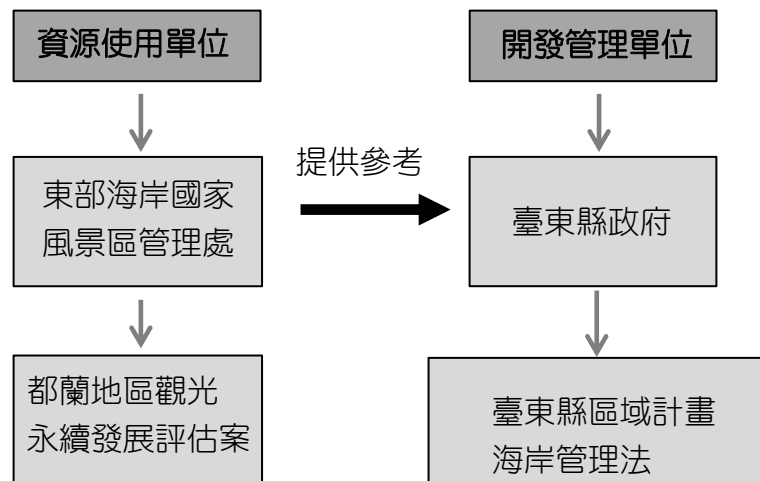 資源使用單位
開發管理單位
提供參考
東部海岸國家
風景區管理處
臺東縣政府
都蘭地區觀光
永續發展評估案
臺東縣區域計畫
海岸管理法